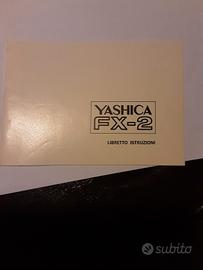 YASHICA
FX-2
LIBRETTO ISTRUZIONI
subito